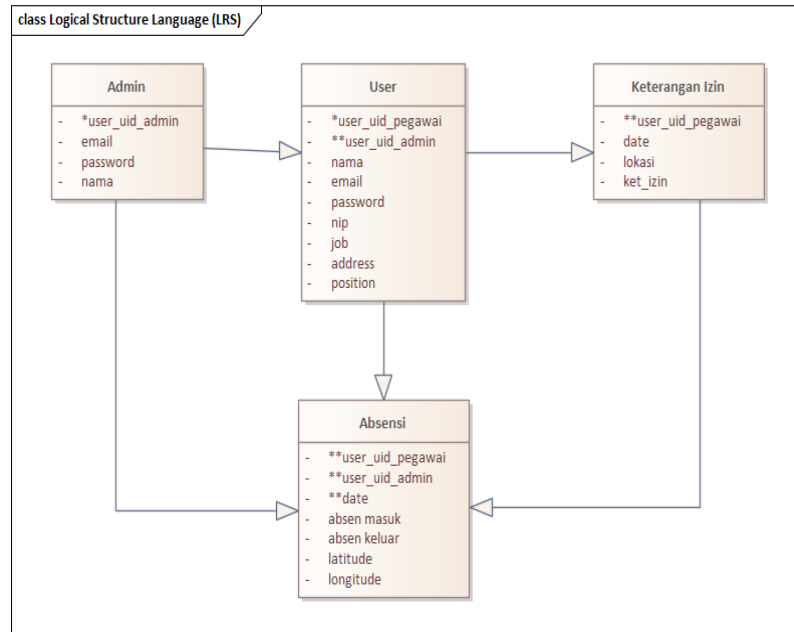 class Logical Structure Language (LRS)
Admin
- *user_uid_admin
- email
- password
- nama
User
- *user_uid_pegawai
- **user_uid_admin
- nama
- email
- password
- nip
- job
- address
- position
Keterangan Izin
- **user_uid_pegawai
- date
- lokasi
- ket_izin
Absensi
- **user_uid_pegawai
- **user_uid_admin
- **date
- absen masuk
- absen keluar
- latitude
- longitude